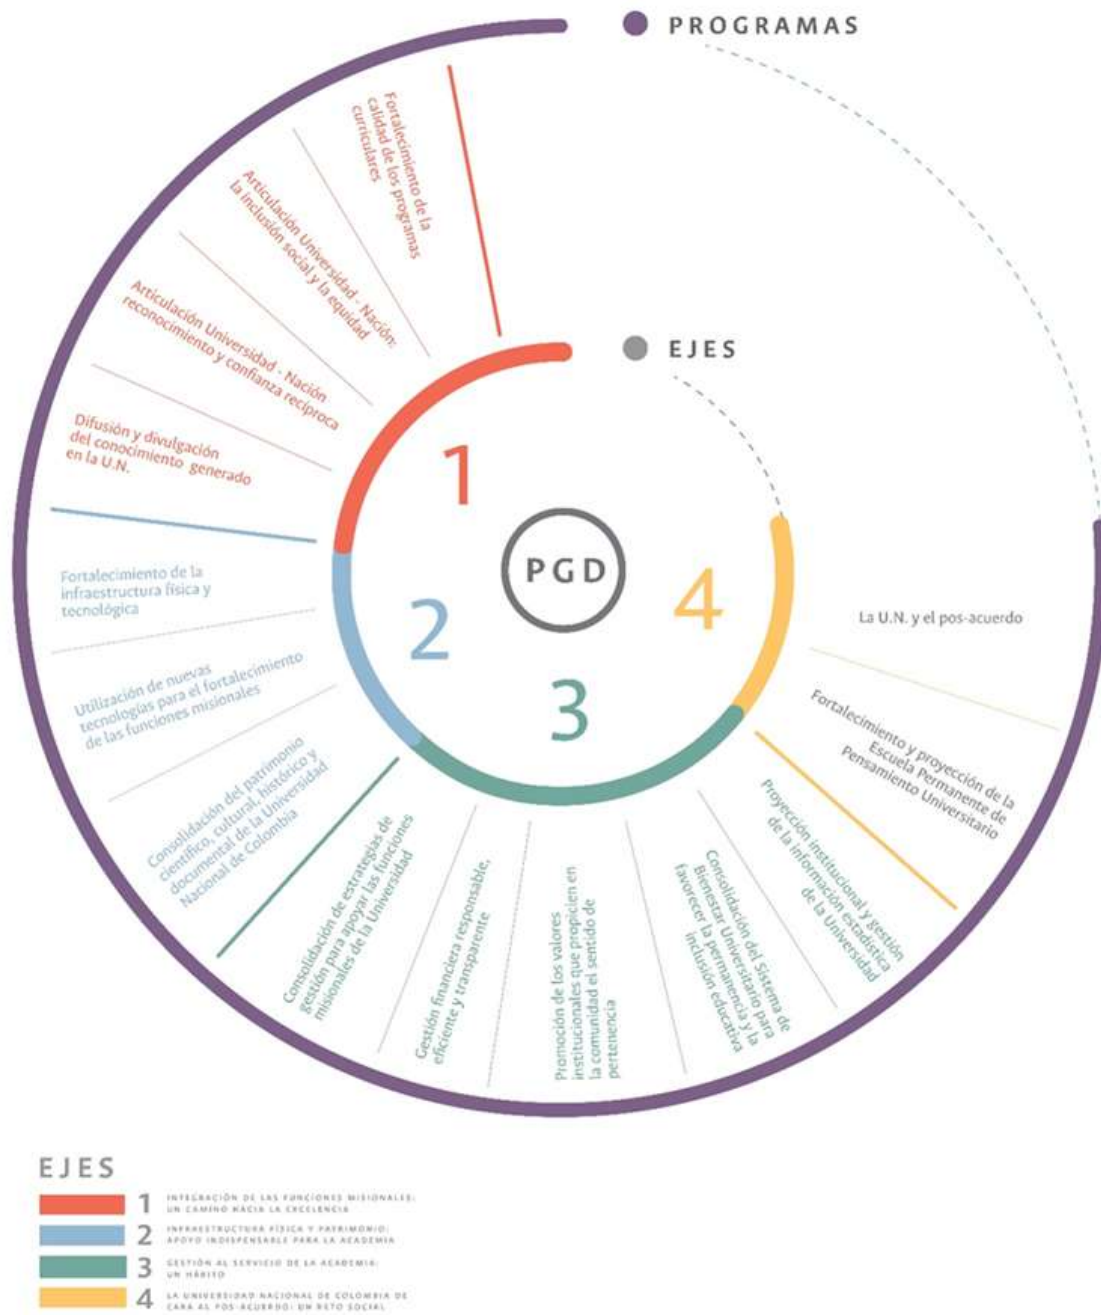 PROGRAMAS
Fortalecimiento de la
calidad de los programas
curriculares
Articulación Universidad - Nación:
la inclusión social y la equidad
Articulación Universidad - Nación
reconocimiento y confianza recíproca
Difusión y divulgación
del conocimiento generado
en la U.N.
EJES
1
PGD
2
4
3
Fortalecimiento de la
infraestructura física y
tecnológica
Utilización de nuevas
tecnologías para el fortalecimiento
de las funciones misionales
Consolidación del patrimonio
científico, cultural, histórico y
documental de la Universidad
Nacional de Colombia
Consolidación de estrategias de
gestión para apoyar las funciones
misionales de la Universidad
Gestión financiera responsable,
eficiente y transparente
Promoción de los valores
institucionales que propicien en
la comunidad el sentido de
pertenencia
Consolidación del Sistema de
Bienestar Universitario para
favorecer la permanencia y la
inclusión educativa
Proyección institucional y gestión
de la información estadística
de la Universidad
Fortalecimiento y proyección de la
Escuela Permanente de
Pensamiento Universitario
La U.N. y el pos-acuerdo
EJES
1 INTEGRACIÓN DE LAS FUNCIONES MISIONALES:
UN CAMINO HACIA LA EXCELENCIA
2 INFRAESTRUCTURA FÍSICA Y PATRIMONIO:
APOYO INDISPENSABLE PARA LA ACADEMIA
3 GESTIÓN AL SERVICIO DE LA ACADEMIA:
UN HÁBITO
4 LA UNIVERSIDAD NACIONAL DE COLOMBIA DE
CARA AL POS-ACUERDO: UN RETO SOCIAL